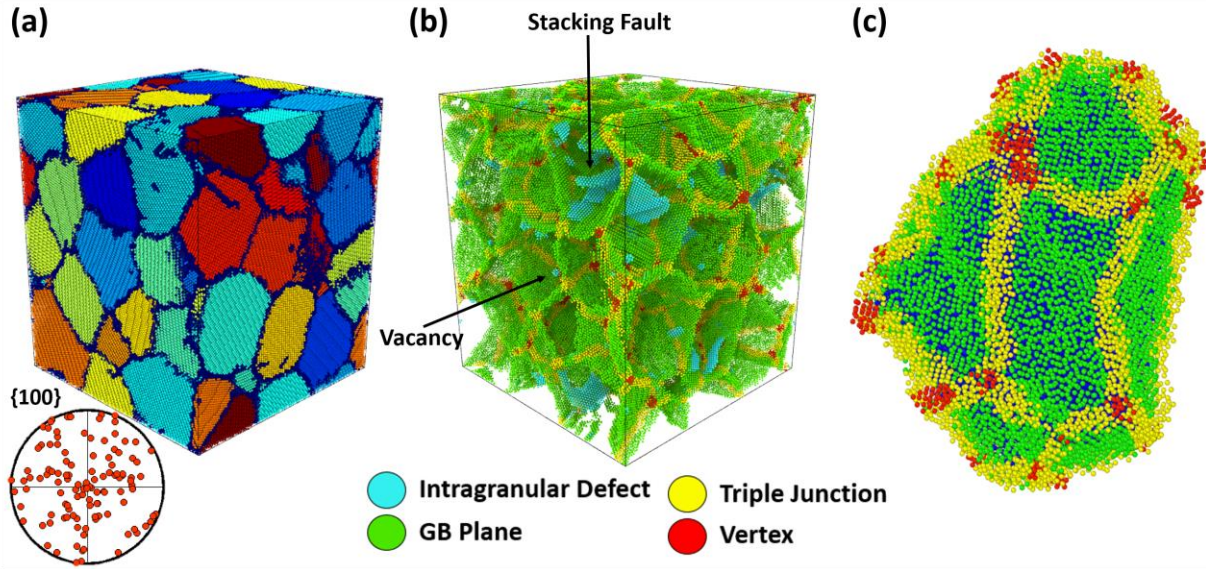 (a)
(b)
(c)
Stacking Fault
Vacancy
{100}
Intragranular Defect
Triple Junction
GB Plane
Vertex